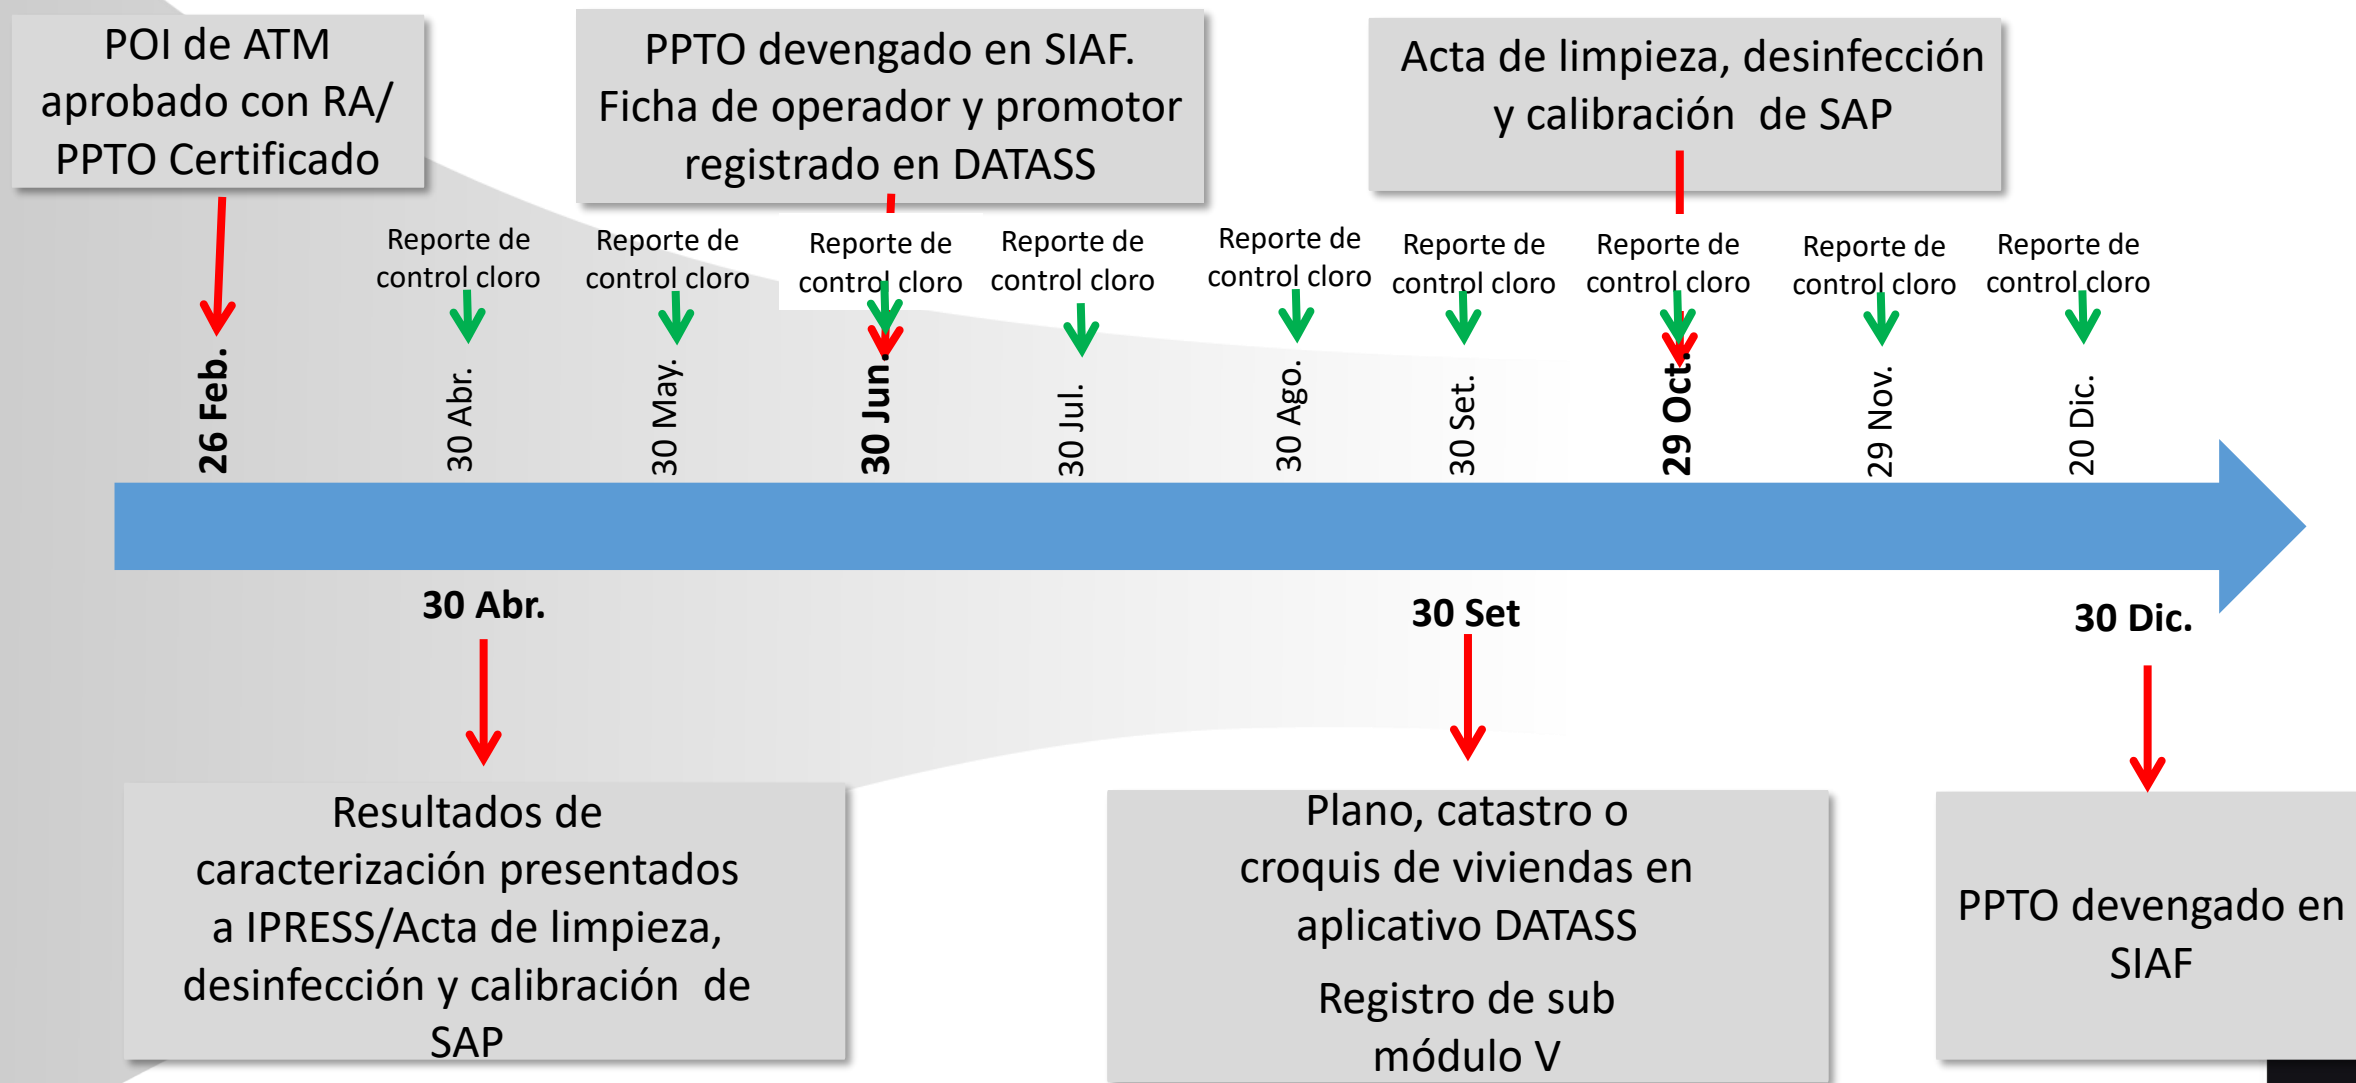 POI de ATM
aprobado con RA/
PPTO Certificado
PPTO devengado en SIAF.
Ficha de operador y promotor
registrado en DATASS
Acta de limpieza, desinfección
y calibración de SAP
Reporte de
control cloro
Reporte de
control cloro
Reporte de
control cloro
Reporte de
control cloro
Reporte de
control cloro
Reporte de
control cloro
Reporte de
control cloro
Reporte de
control cloro
Reporte de
control cloro
26 Feb.
30 Abr.
30 May.
30 Jun.
30 Jul.
30 Ago.
30 Set.
29 Oct.
29 Nov.
20 Dic.
30 Abr.
30 Set
30 Dic.
Resultados de
caracterización presentados
a IPRESS/Acta de limpieza,
desinfección y calibración de
SAP
Plano, catastro o
croquis de viviendas en
aplicativo DATASS
Registro de sub
módulo V
PPTO devengado en
SIAF